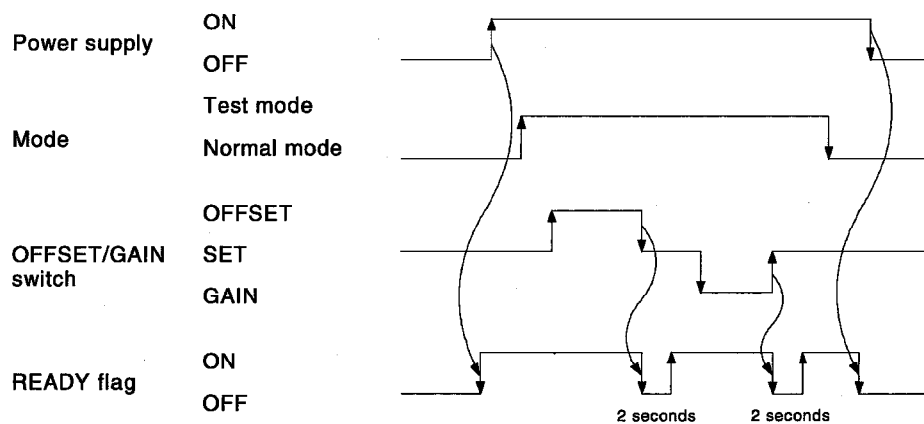 Power supply
ON
OFF
Mode
Test mode
Normal mode
OFFSET/GAIN
switch
OFFSET
SET
GAIN
READY flag
ON
OFF
2 seconds
2 seconds